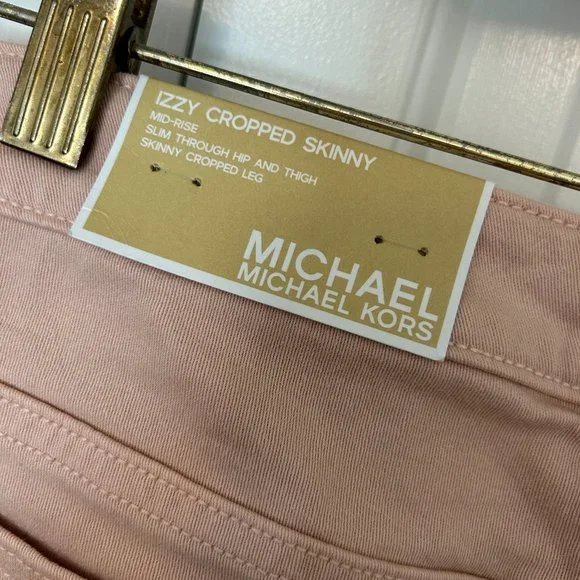 IZZY CROPPED SKINNY
MID-RISE
SLIM THROUGH HIP AND THIGH
SKINNY CROPPED LEG
MICHAEL
MICHAEL KORS